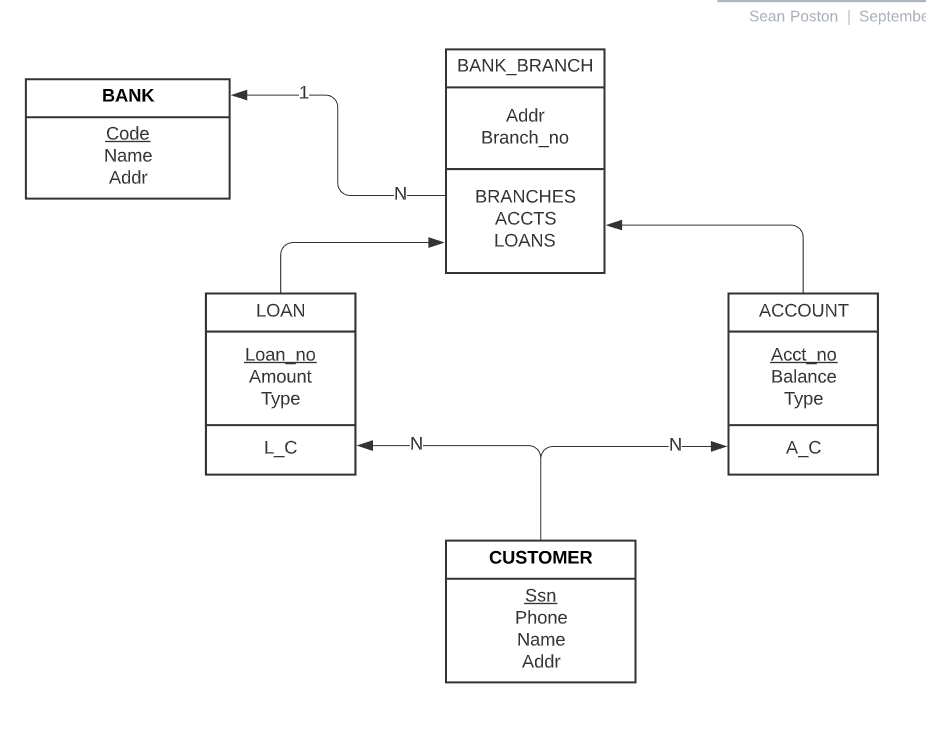 Sean Poston | Septembe
BANK_BRANCH
Addr
Branch_no
BRANCHES
ACCTS
LOANS
BANK
Code
Name
Addr
1
N
LOAN
Loan_no
Amount
Type
L_C
ACCOUNT
Acct_no
Balance
Type
A_C
N
N
CUSTOMER
Ssn
Phone
Name
Addr